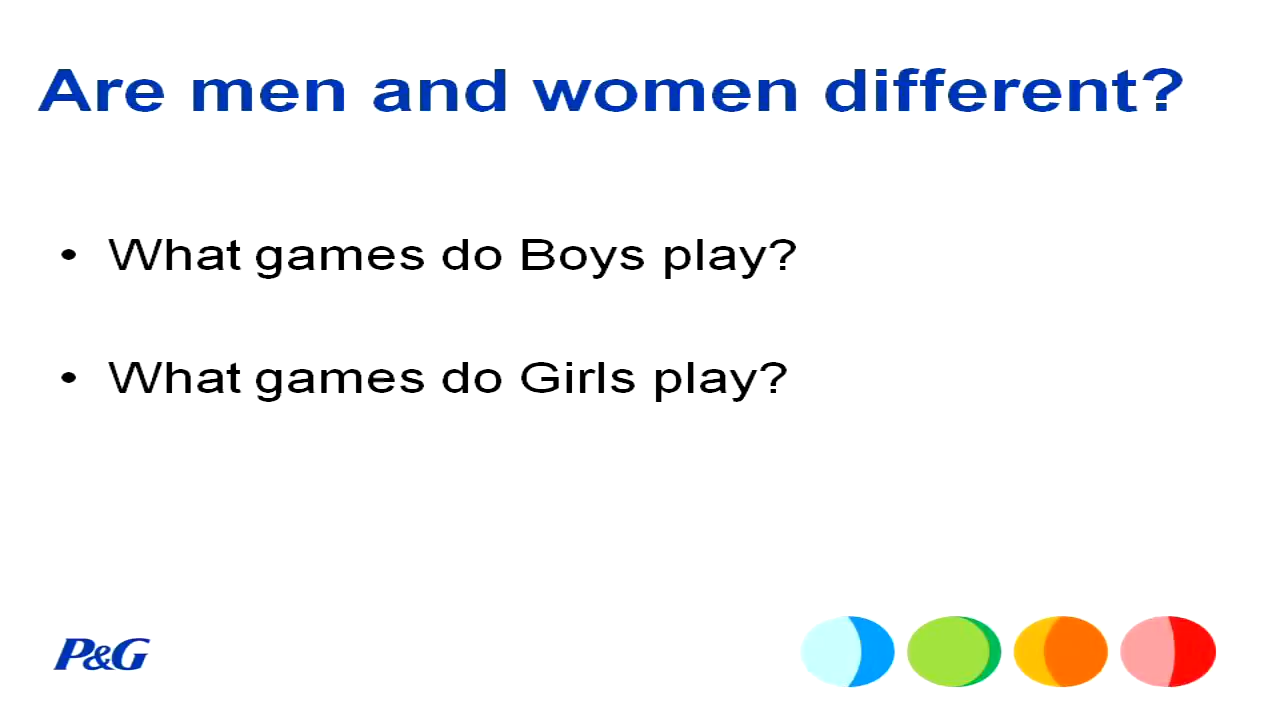 Are men and women different?
• What games do Boys play?
• What games do Girls play?
P&G